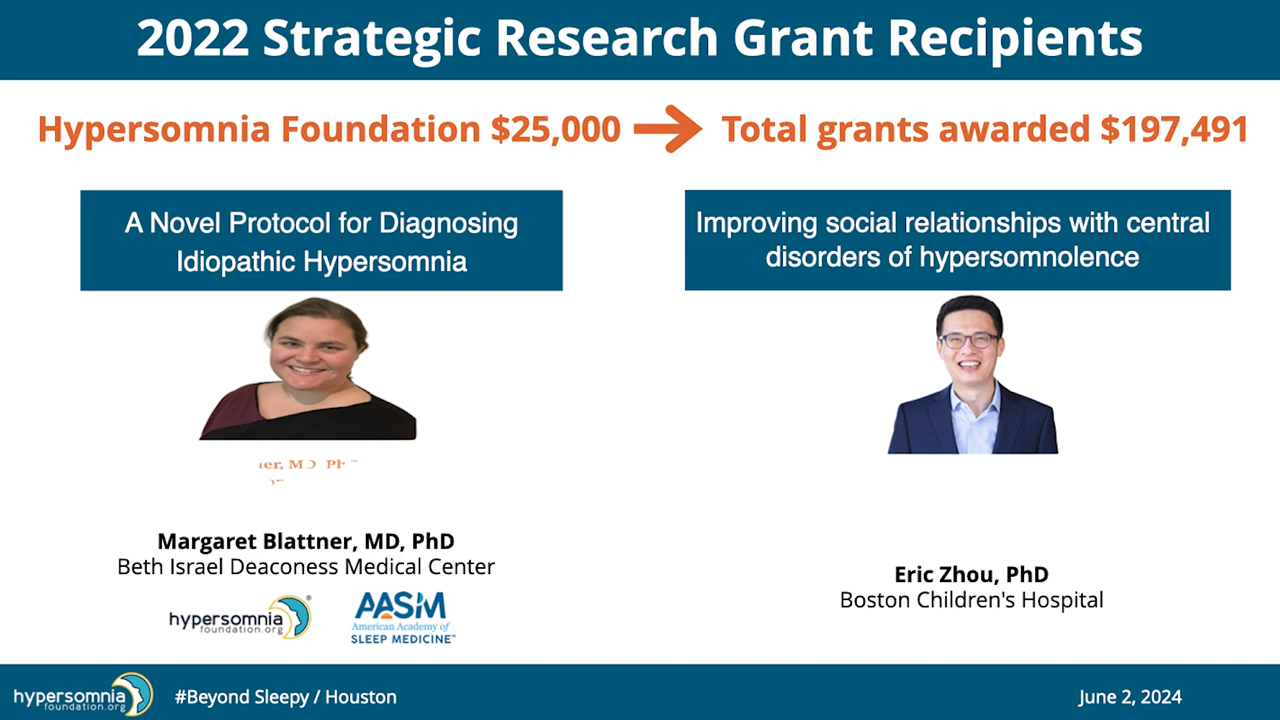 2022 Strategic Research Grant Recipients
Hypersomnia Foundation $25,000 → Total grants awarded $197,491
A Novel Protocol for Diagnosing
Idiopathic Hypersomnia
Improving social relationships with central
disorders of hypersomnolence
Margaret Blattner, MD, PhD
Beth Israel Deaconess Medical Center
hypersomnia
foundation.org
®
AASM
American Academy of
SLEEP MEDICINE™
Eric Zhou, PhD
Boston Children's Hospital
hypersomnia
foundation.org
#Beyond Sleepy / Houston
June 2, 2024